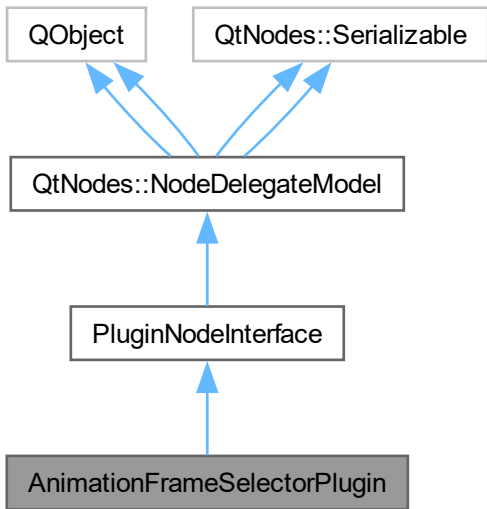 QObject
QtNodes::Serializable
QtNodes::NodeDelegateModel
PluginNodeInterface
AnimationFrameSelectorPlugin